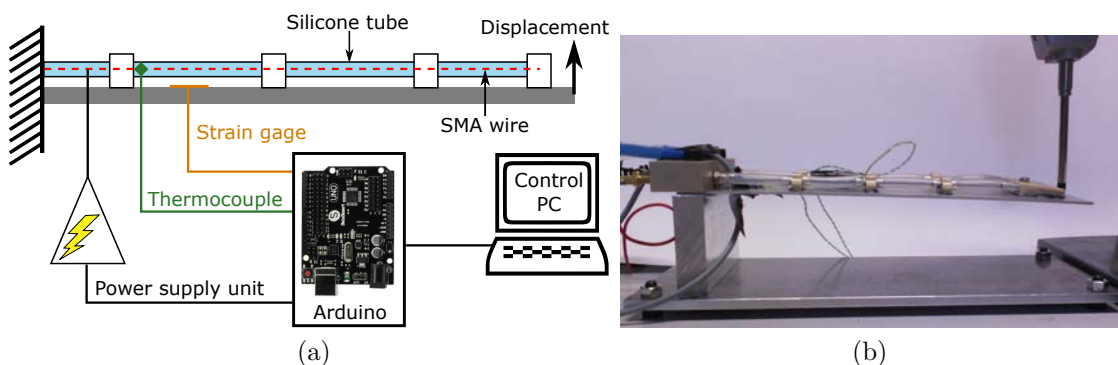 Silicone tube
Displacement
SMA wire
Strain gage
Thermocouple
Control
PC
UNO
Power supply unit
Arduino
(a)
(b)